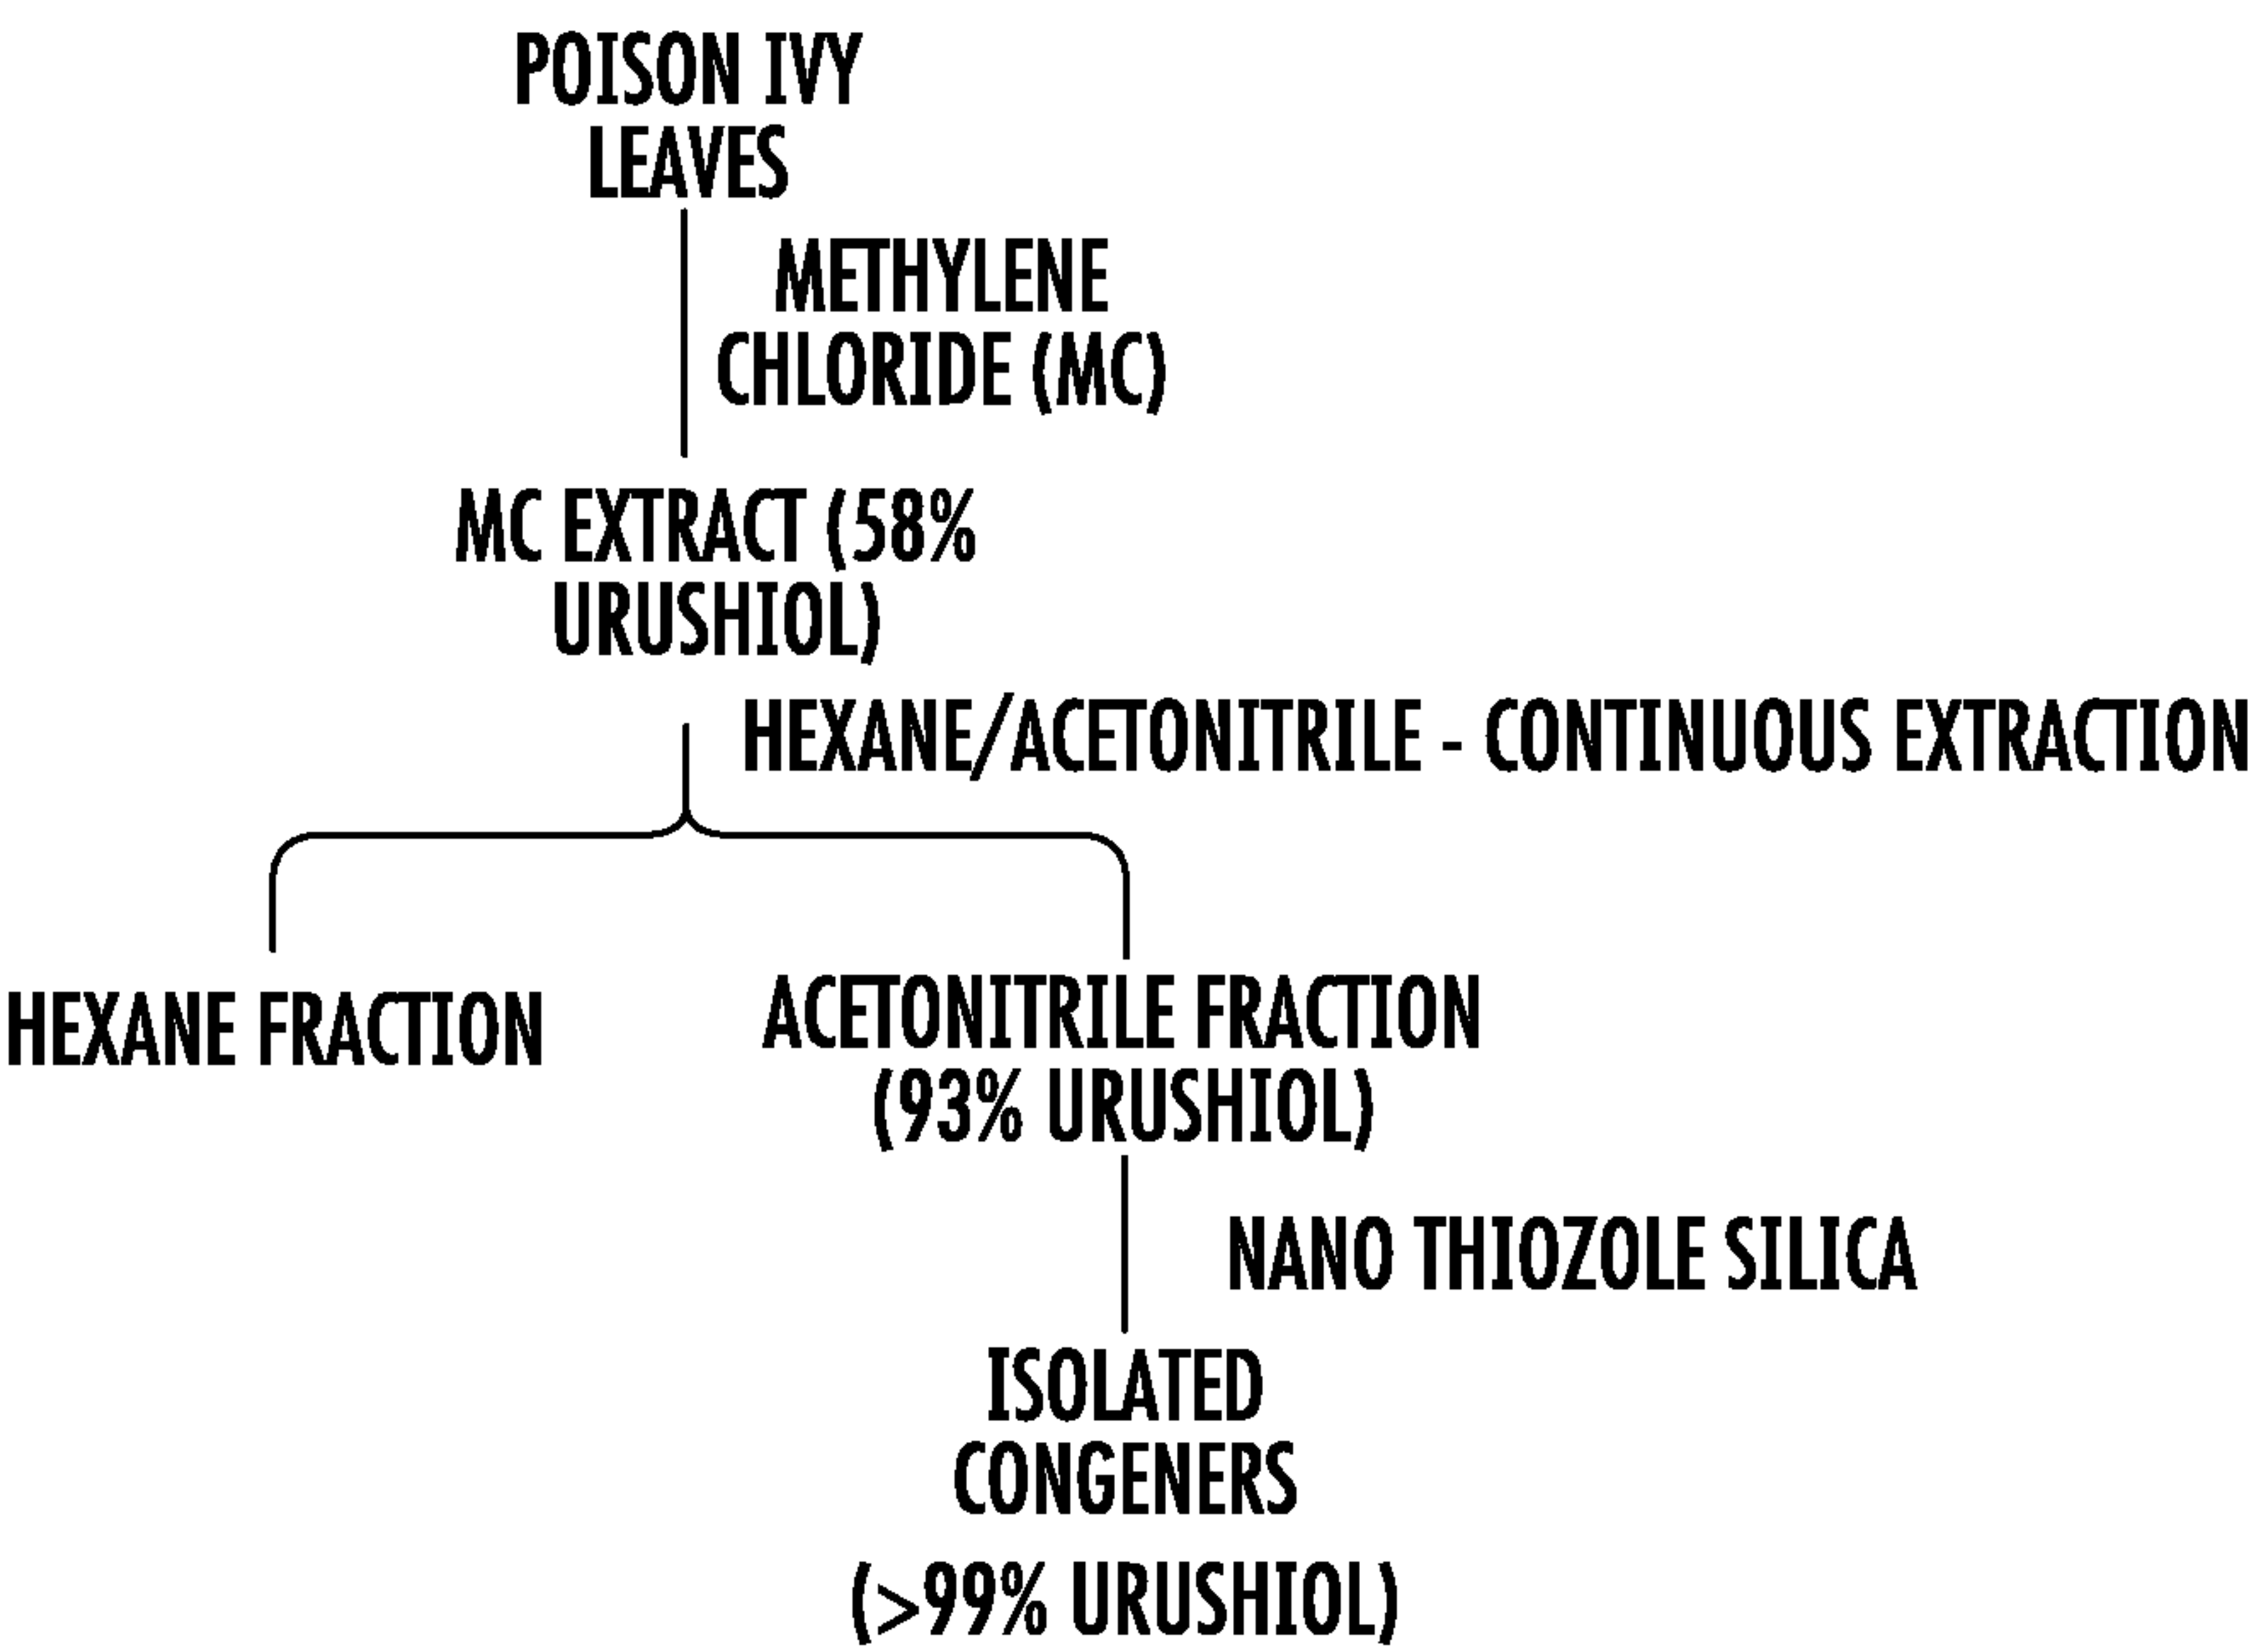 POISON IVY
LEAVES
METHYLENE
CHLORIDE (MC)
MC EXTRACT (58%
URUSHIOL)
HEXANE/ACETONITRILE - CONTINUOUS EXTRACTION
HEXANE FRACTION
ACETONITRILE FRACTION
(93% URUSHIOL)
NANO THIOZOLE SILICA
ISOLATED
CONGENERS
(>99% URUSHIOL)